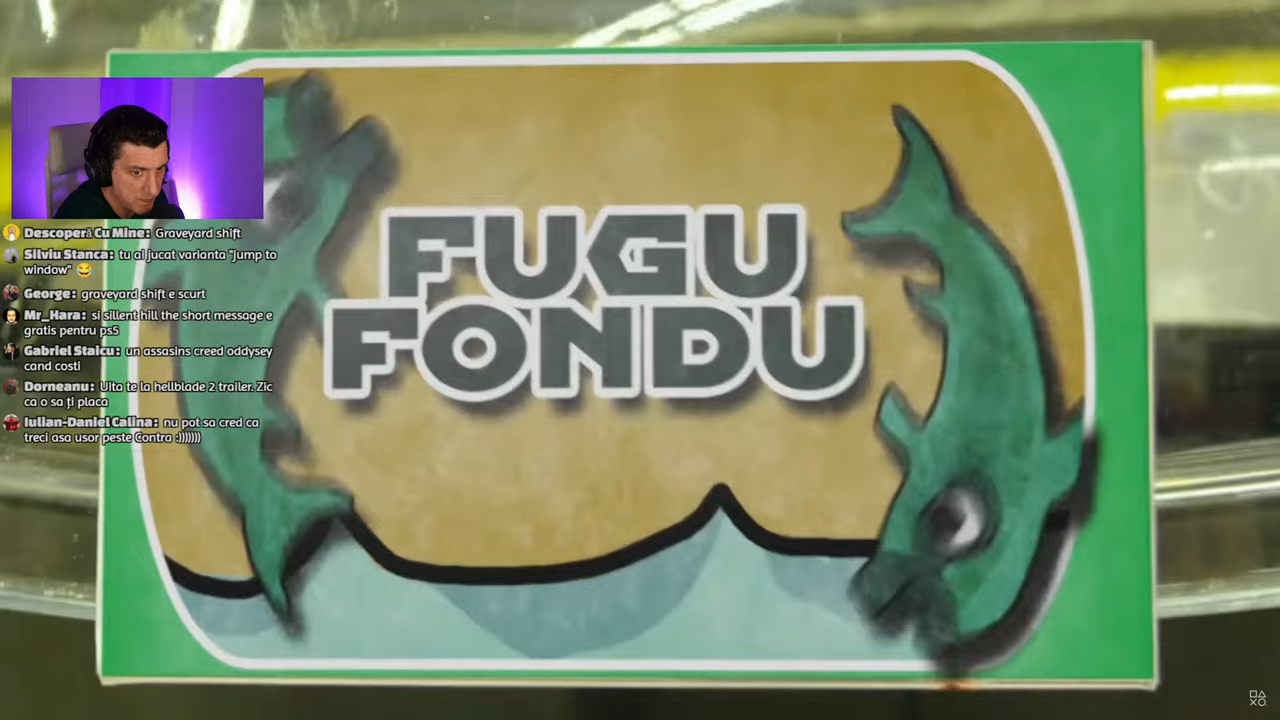 FUGU
FONDU
Descoperă Cu Mine: Graveyard shift
Silviu Stanca: tu ai jucat varianta "Jump to
window" 😂
George: graveyard shift e scurt
Mr_Hara: si sillent hill the short message e
gratis pentru ps5
Gabriel Staicu: un assasins creed oddysey
cand costi
Dorneanu: Uita te la hellblade 2 trailer. Zic
ca o sa ți placa
Iulian-Daniel Calina: nu pot sa cred ca
treci asa usor peste Contra :)))))))